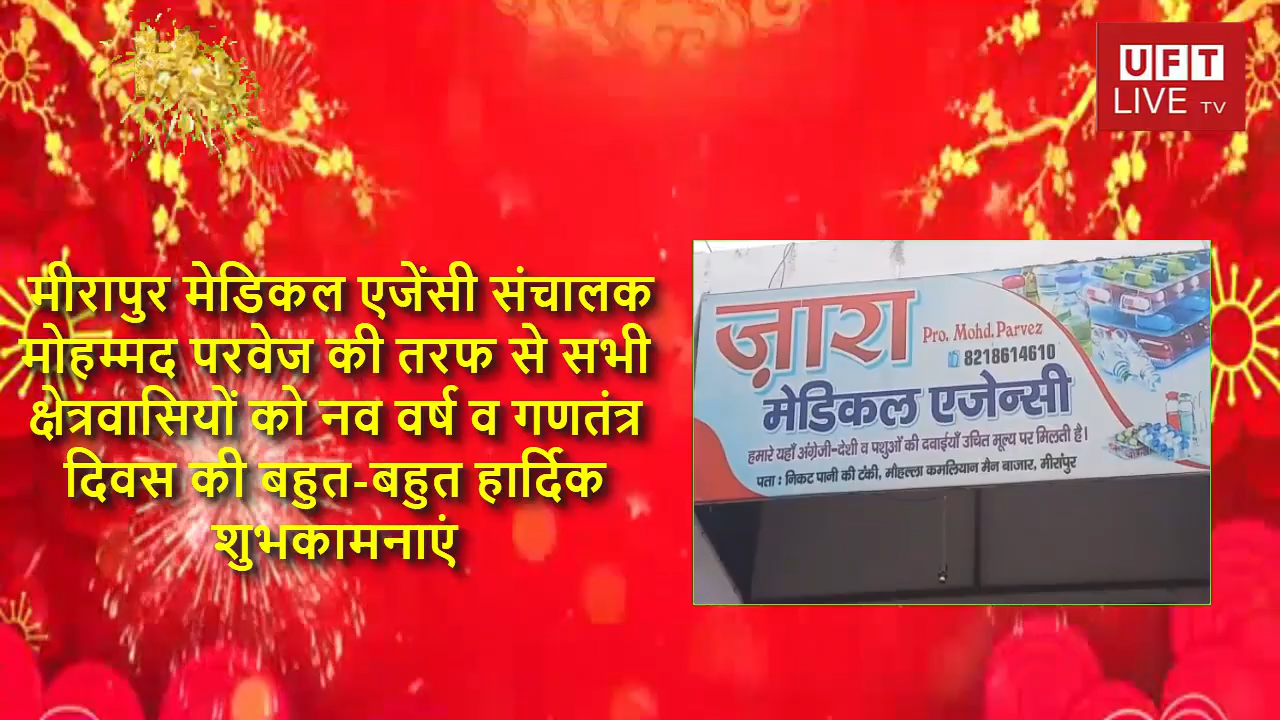 UFT
LIVE TV
मीरापुर मेडिकल एजेंसी संचालक
मोहम्मद परवेज की तरफ से सभी
क्षेत्रवासियों को नव वर्ष व गणतंत्र
दिवस की बहुत-बहुत हार्दिक
शुभकामनाएं
ज़ारा
Pro. Mohd. Parvez
8218614610
मेडिकल एजेन्सी
हमारे यहाँ अंग्रेजी-देशी व पशुओं की दवाईयाँ उचित मूल्य पर मिलती है।
पता : निकट पानी की टंकी, मौहल्ला कमलियान मैन बाजार, मीरांपुर